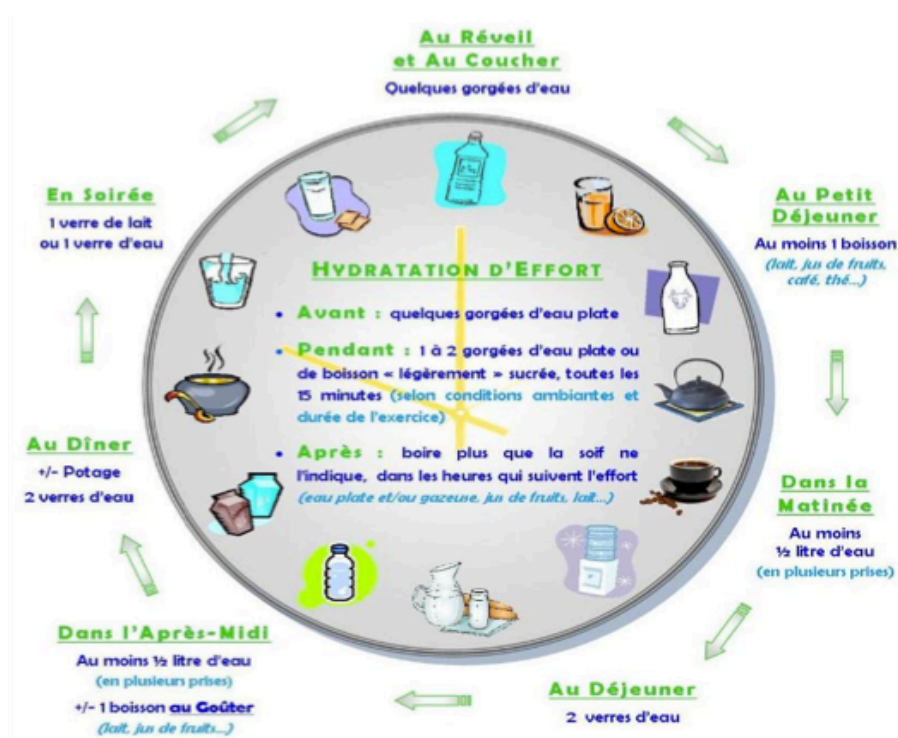 Au Réveil
et Au Coucher
Quelques gorgées d'eau
Au Petit
Déjeuner
Au moins 1 boisson
(lait, jus de fruits,
café, thé...)
Dans la
Matinée
Au moins
½ litre d'eau
(en plusieurs prises)
Au Déjeuner
2 verres d'eau
Dans l'Après-Midi
Au moins ½ litre d'eau
(en plusieurs prises)
+/- 1 boisson au Goûter
(lait, jus de fruits...)
Au Dîner
+/- Potage
2 verres d'eau
En Soirée
1 verre de lait
ou 1 verre d'eau
HYDRATATION D'EFFORT
• Avant : quelques gorgées d'eau plate
• Pendant : 1 à 2 gorgées d'eau plate ou
de boisson « légèrement » sucrée, toutes les
15 minutes (selon conditions ambiantes et
durée de l'exercice)
• Après : boire plus que la soif ne
l'indique, dans les heures qui suivent l'effort
(eau plate et/ou gazeuse, jus de fruits, lait...)